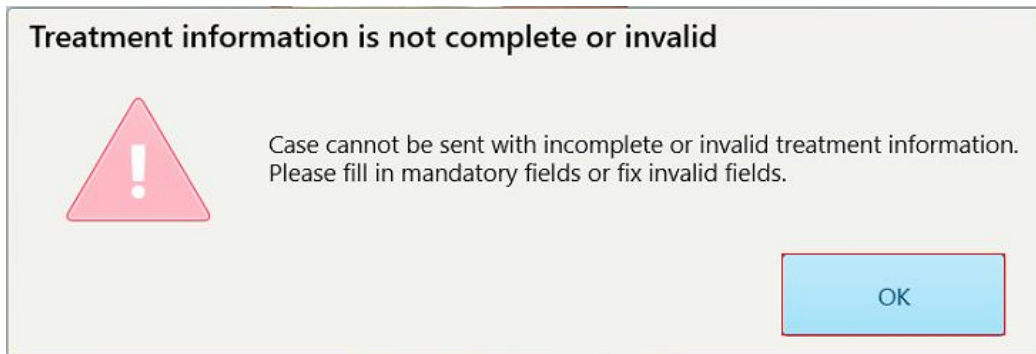 Treatment information is not complete or invalid
Case cannot be sent with incomplete or invalid treatment information.
Please fill in mandatory fields or fix invalid fields.
OK